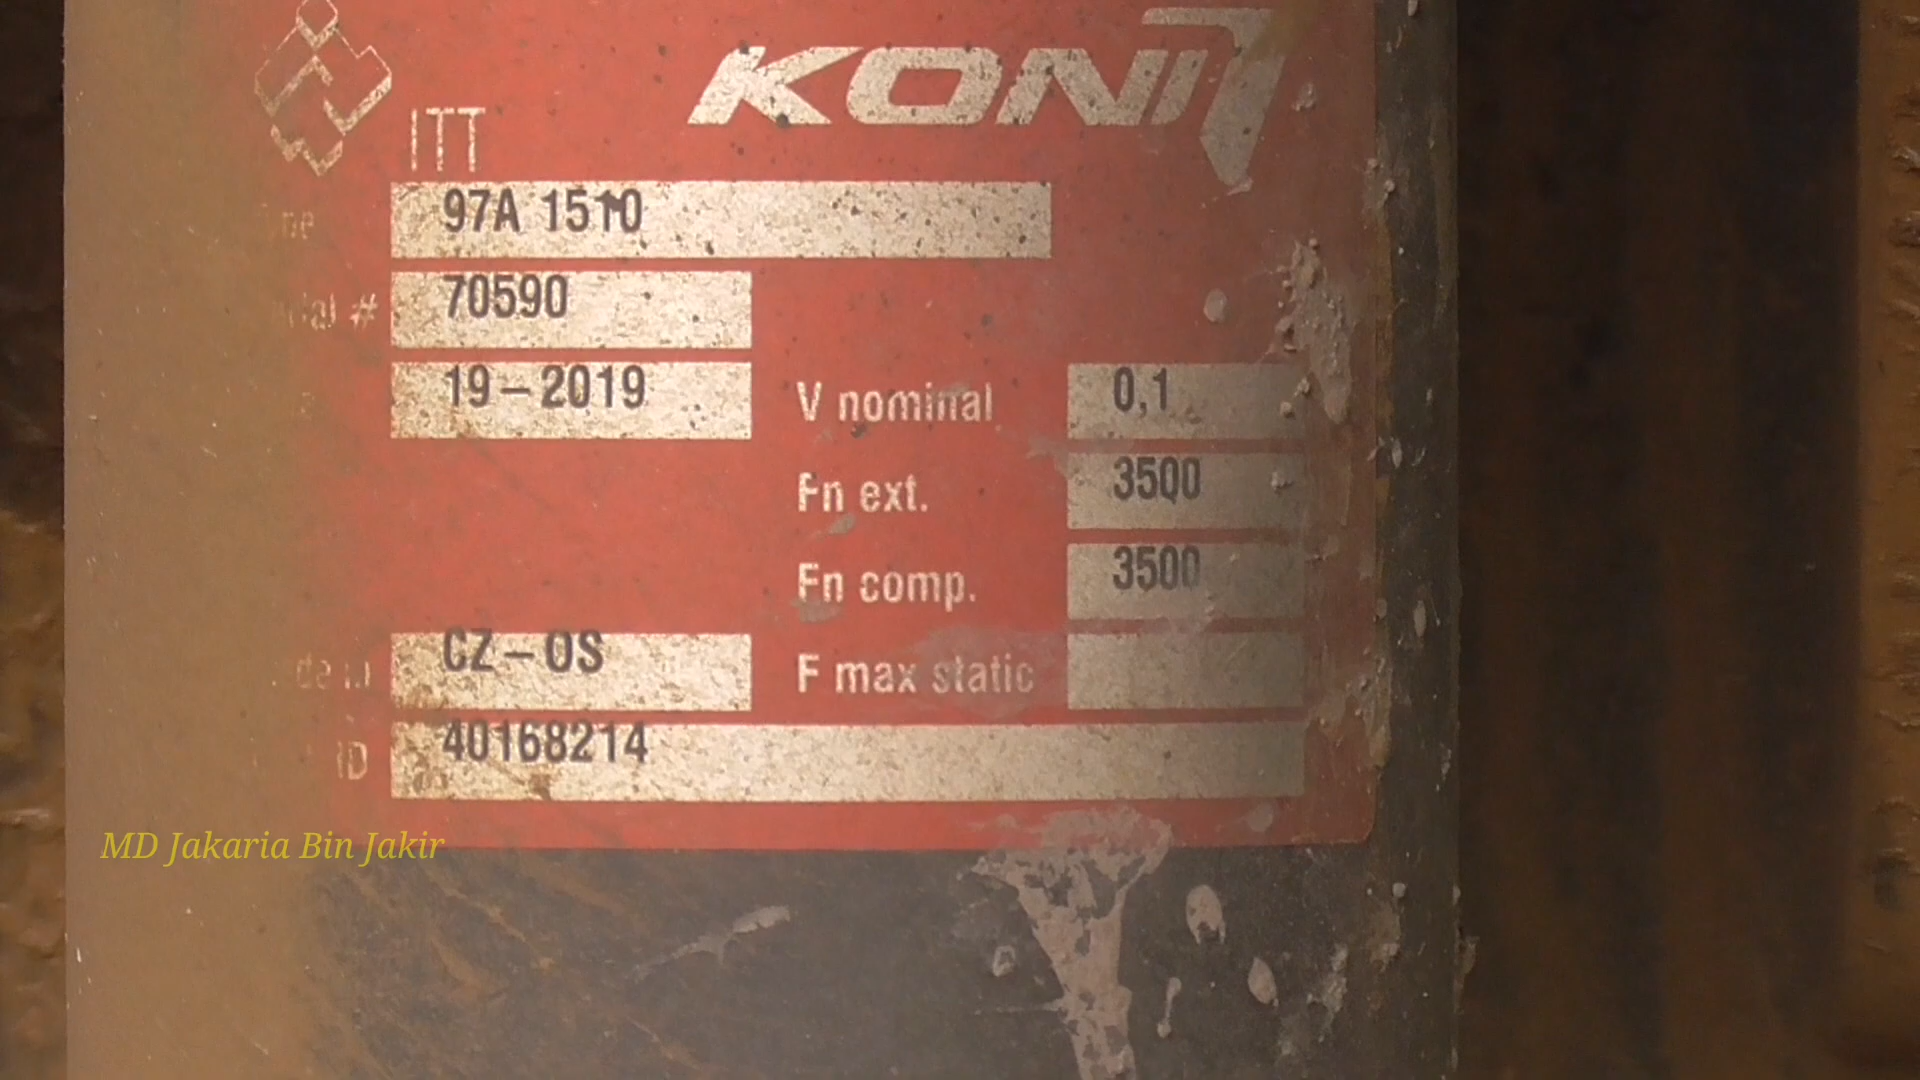 KONI
ITT
97A 1510
# 70590
19-2019 V nominal 0,1
Fn ext. 3500
Fn comp. 3500
CZ-OS F max static
ID 40168214
MD Jakaria Bin Jakir